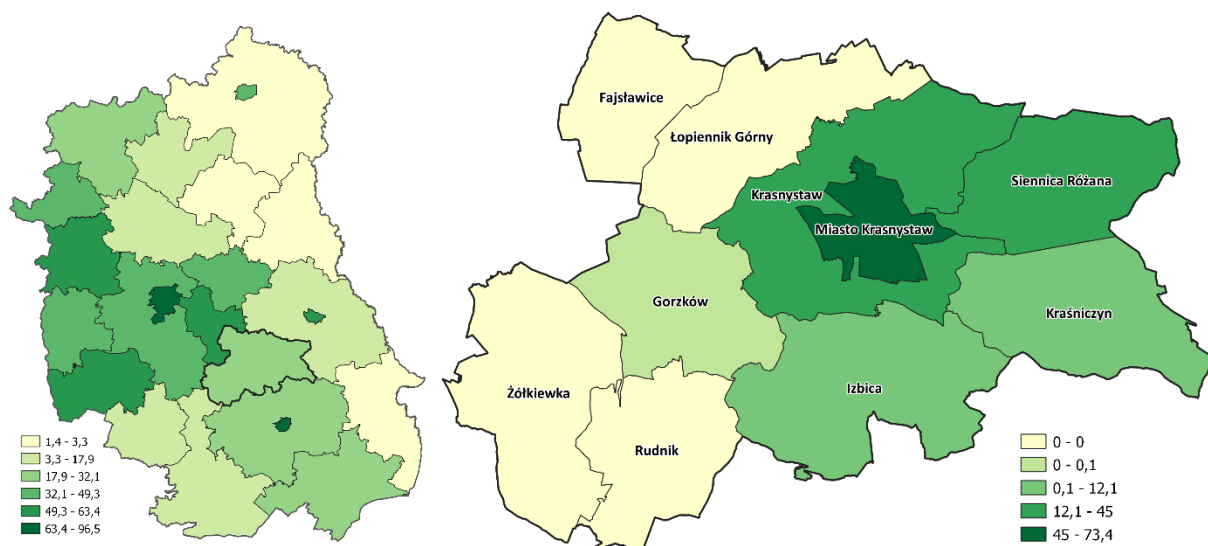 1,4 - 3,3
3,3 - 17,9
17,9 - 32,1
32,1 - 49,3
49,3 - 63,4
63,4 - 96,5
Fajsławice
Łopiennik Górny
Krasnystaw
Siennica Różana
Miasto Krasnystaw
Gorzków
Kraśniczyn
Żółkiewka
Izbica
Rudnik
0 - 0
0 - 0,1
0,1 - 12,1
12,1 - 45
45 - 73,4